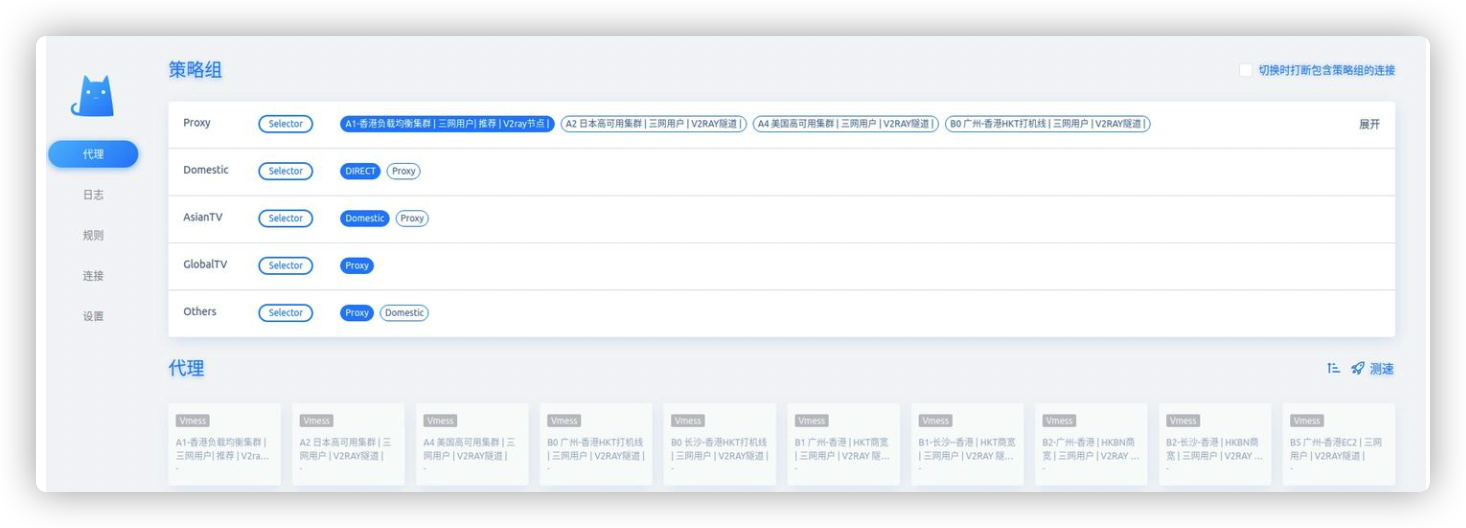 策略组
切换时打断包含策略组的连接
Proxy Selector A1-香港负载均衡集群 | 三网用户| 推荐 | V2ray节点 | A2 日本高可用集群 | 三网用户 | V2RAY隧道 | A4 美国高可用集群 | 三网用户 | V2RAY隧道 | B0 广州-香港HKT打机线 | 三网用户 | V2RAY隧道 | 展开
代理
Domestic Selector DIRECT Proxy
日志
AsianTV Selector Domestic Proxy
规则
GlobalTV Selector Proxy
连接
Others Selector Proxy Domestic
设置
代理
测速
Vmess
A1-香港负载均衡集群 |
三网用户| 推荐 | V2ra...
-
Vmess
A2 日本高可用集群 | 三
网用户 | V2RAY隧道 |
-
Vmess
A4 美国高可用集群 | 三
网用户 | V2RAY隧道 |
-
Vmess
B0 广州-香港HKT打机线
| 三网用户 | V2RAY隧道 |
-
Vmess
B0 长沙-香港HKT打机线
| 三网用户 | V2RAY隧道 |
-
Vmess
B1 广州-香港 | HKT商宽
| 三网用户 | V2RAY 隧...
-
Vmess
B1-长沙-香港 | HKT商宽
| 三网用户 | V2RAY 隧...
-
Vmess
B2-广州-香港 | HKBN商
宽 | 三网用户 | V2RAY ...
-
Vmess
B2-长沙-香港 | HKBN商
宽 | 三网用户 | V2RAY ...
-
Vmess
B5 广州-香港EC2 | 三网
用户 | V2RAY隧道 |
-